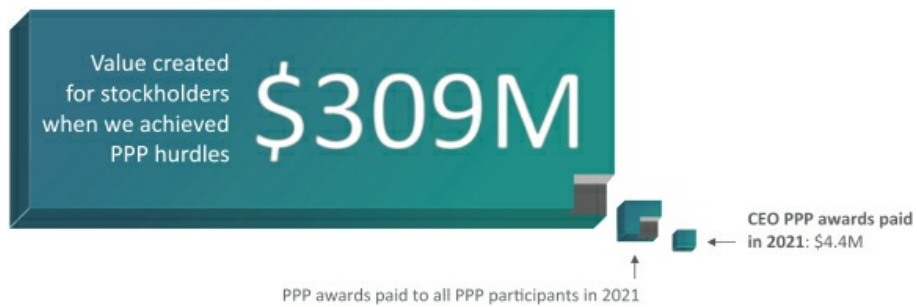 Value created
for stockholders
when we achieved
PPP hurdles
$309M
CEO PPP awards paid
in 2021: $4.4M
PPP awards paid to all PPP participants in 2021